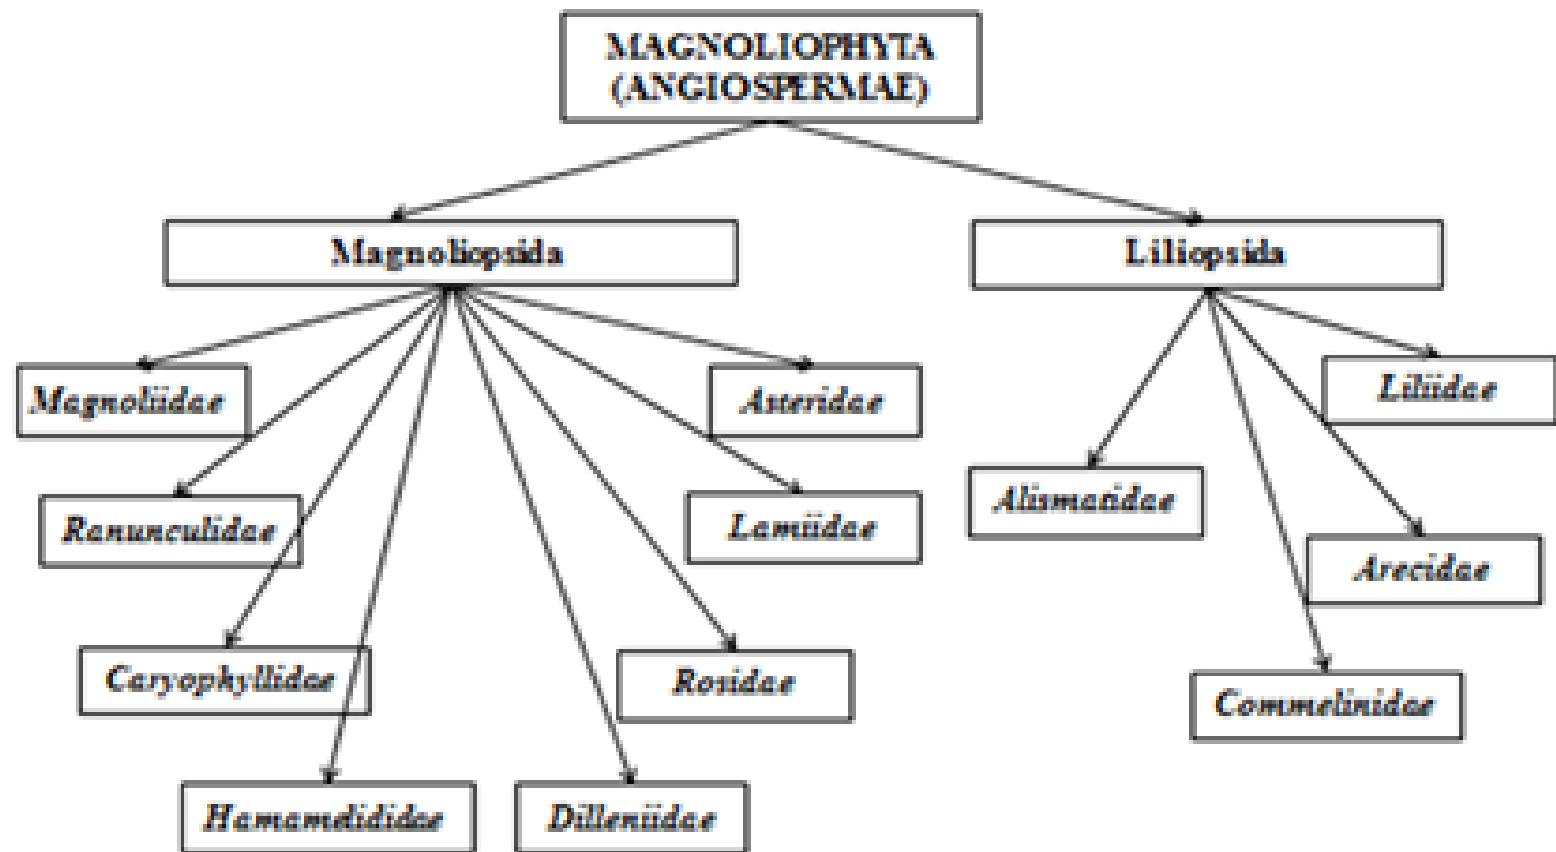 MAGNOLIOPHYTA
(ANGIOSPERMAE)
Magnoliopsida
Liliopsida
Magnoliidae
Asteridae
Liliidae
Ranunculidae
Lamiidae
Alismatidae
Arecidae
Caryophyllidae
Rosidae
Commelinidae
Hamamelididae
Dilleniidae